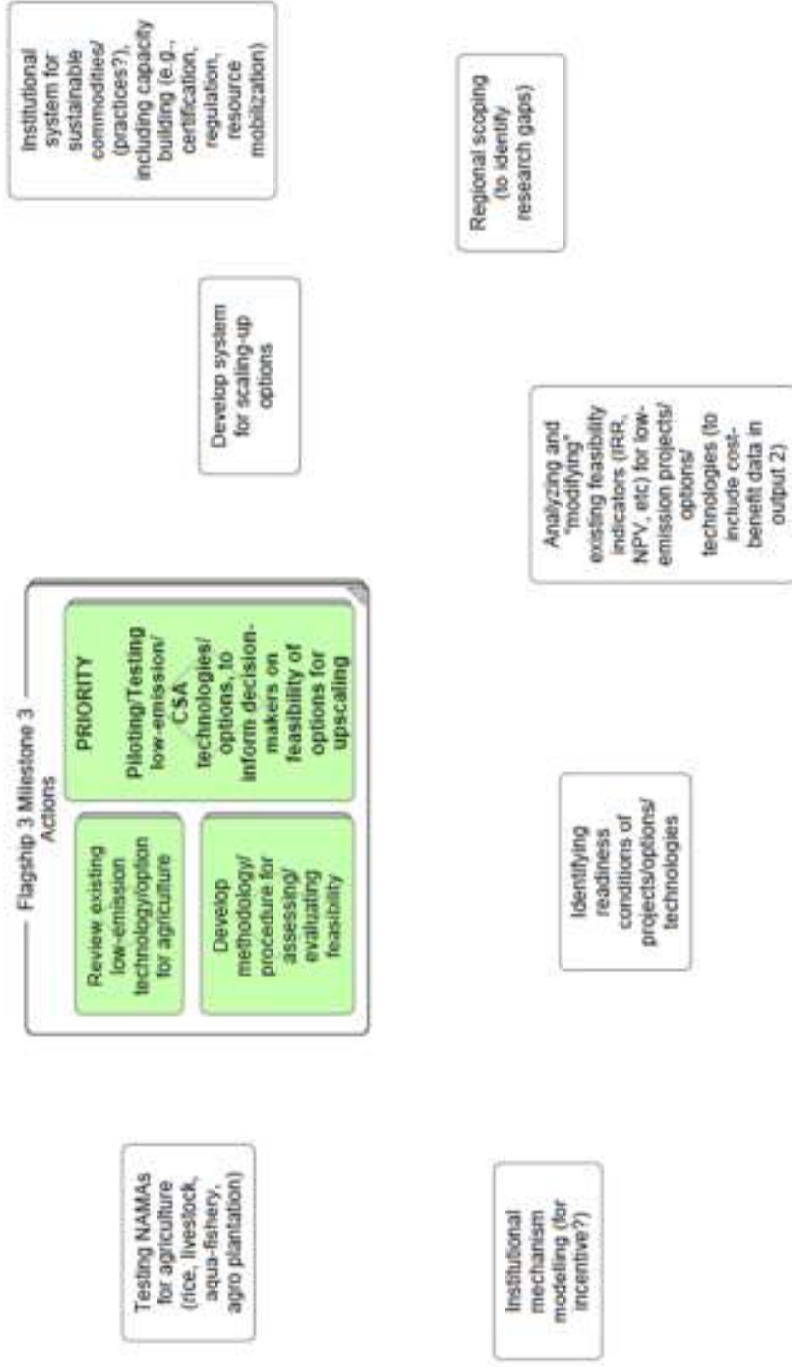 Testing NAMAs
for agriculture
(rice, livestock,
aqua-fishery,
agro plantation)
Flagship 3 Milestone 3
Actions
Review existing
low-emission
technology/option
for agriculture
Develop
methodology/
procedure for
assessing/
evaluating
feasibility
PRIORITY
Piloting/Testing
low-emission/
CSA
technologies/
options, to
inform decision-
makers on
feasibility of
options for
upscaling
Develop system
for scaling-up
options
Institutional
system for
sustainable
commodities/
(practices?),
including capacity
building (e.g.,
certification,
regulation,
resource
mobilization)
Institutional
mechanism
modelling (for
incentive?)
Identifying
readiness
conditions of
projects/options/
technologies
Analyzing and
"modifying"
existing feasibility
indicators (IRR,
NPV, etc) for low-
emission projects/
options/
technologies (to
include cost-
benefit data in
output 2)
Regional scoping
(to identify
research gaps)